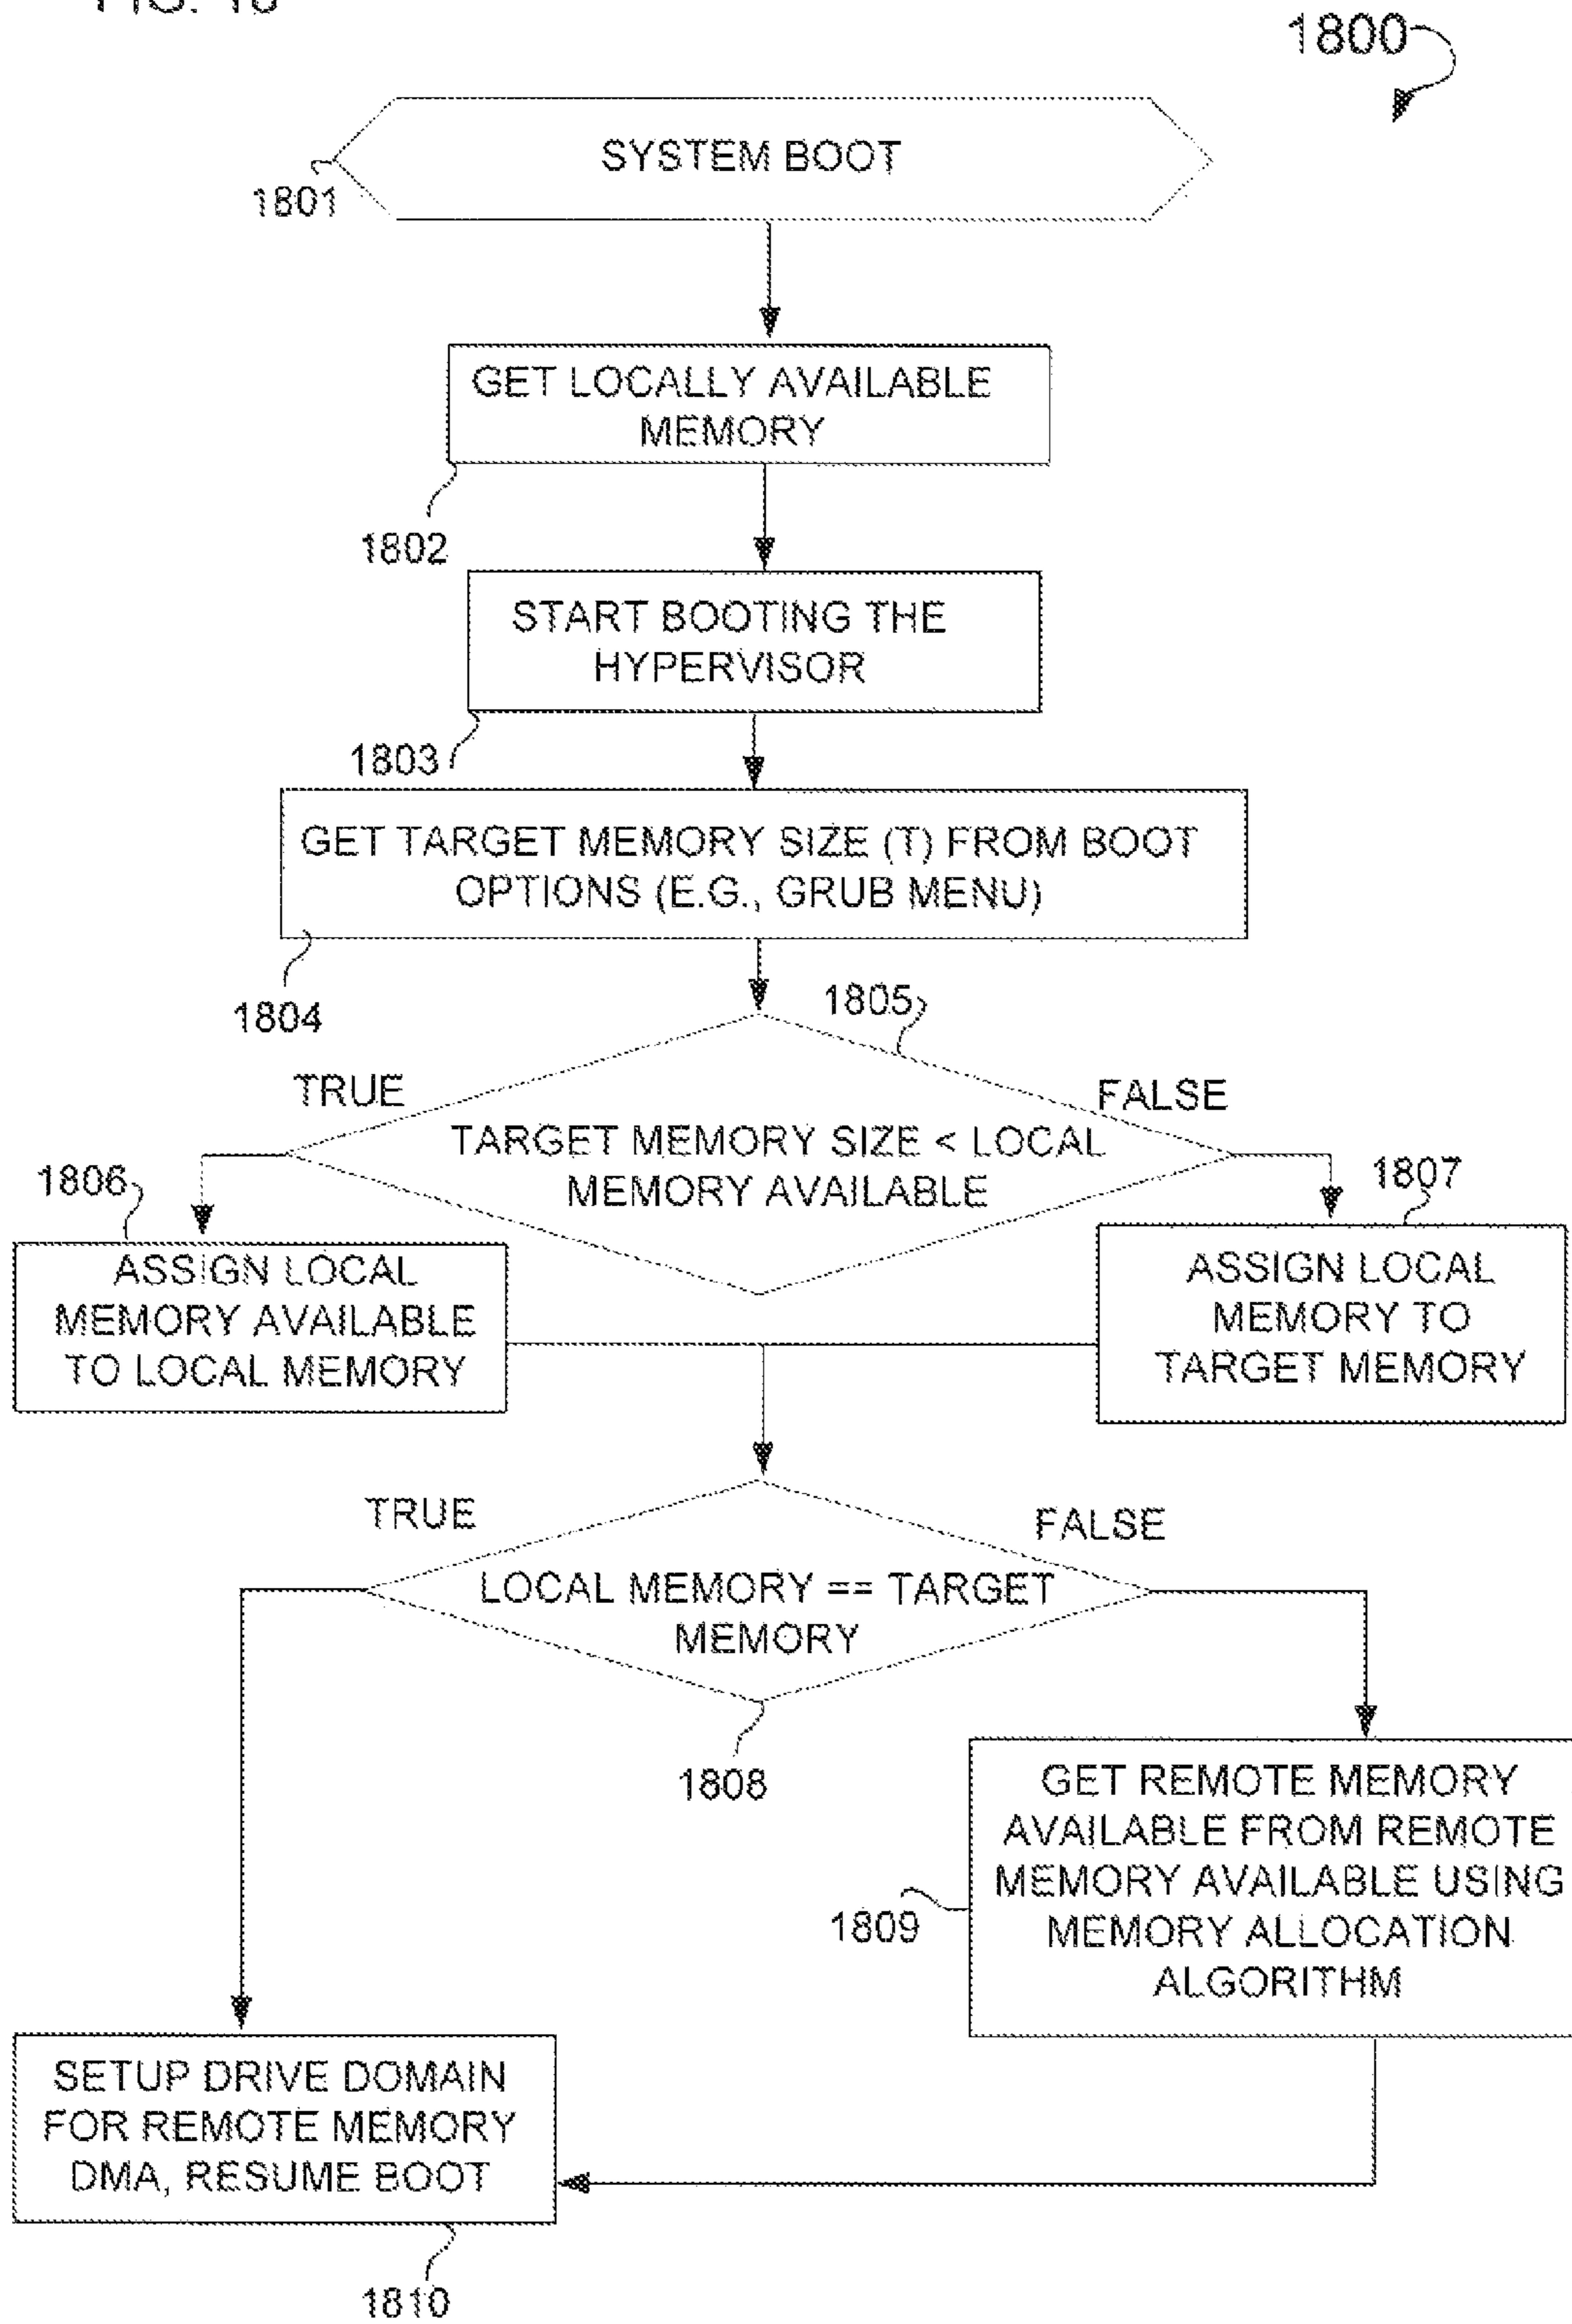 1800
SYSTEM BOOT
1801
GET LOCALLY AVAILABLE
MEMORY
1802
START BOOTING THE
HYPERVISOR
1803
GET TARGET MEMORY SIZE (T) FROM BOOT
OPTIONS (E.G., GRUB MENU)
1804
1805
TRUE
FALSE
TARGET MEMORY SIZE < LOCAL
MEMORY AVAILABLE
1806
1807
ASSIGN LOCAL
MEMORY AVAILABLE
TO LOCAL MEMORY
ASSIGN LOCAL
MEMORY TO
TARGET MEMORY
TRUE
FALSE
LOCAL MEMORY == TARGET
MEMORY
1808
GET REMOTE MEMORY
AVAILABLE FROM REMOTE
MEMORY AVAILABLE USING
MEMORY ALLOCATION
ALGORITHM
1809
SETUP DRIVE DOMAIN
FOR REMOTE MEMORY
DMA, RESUME BOOT
1810